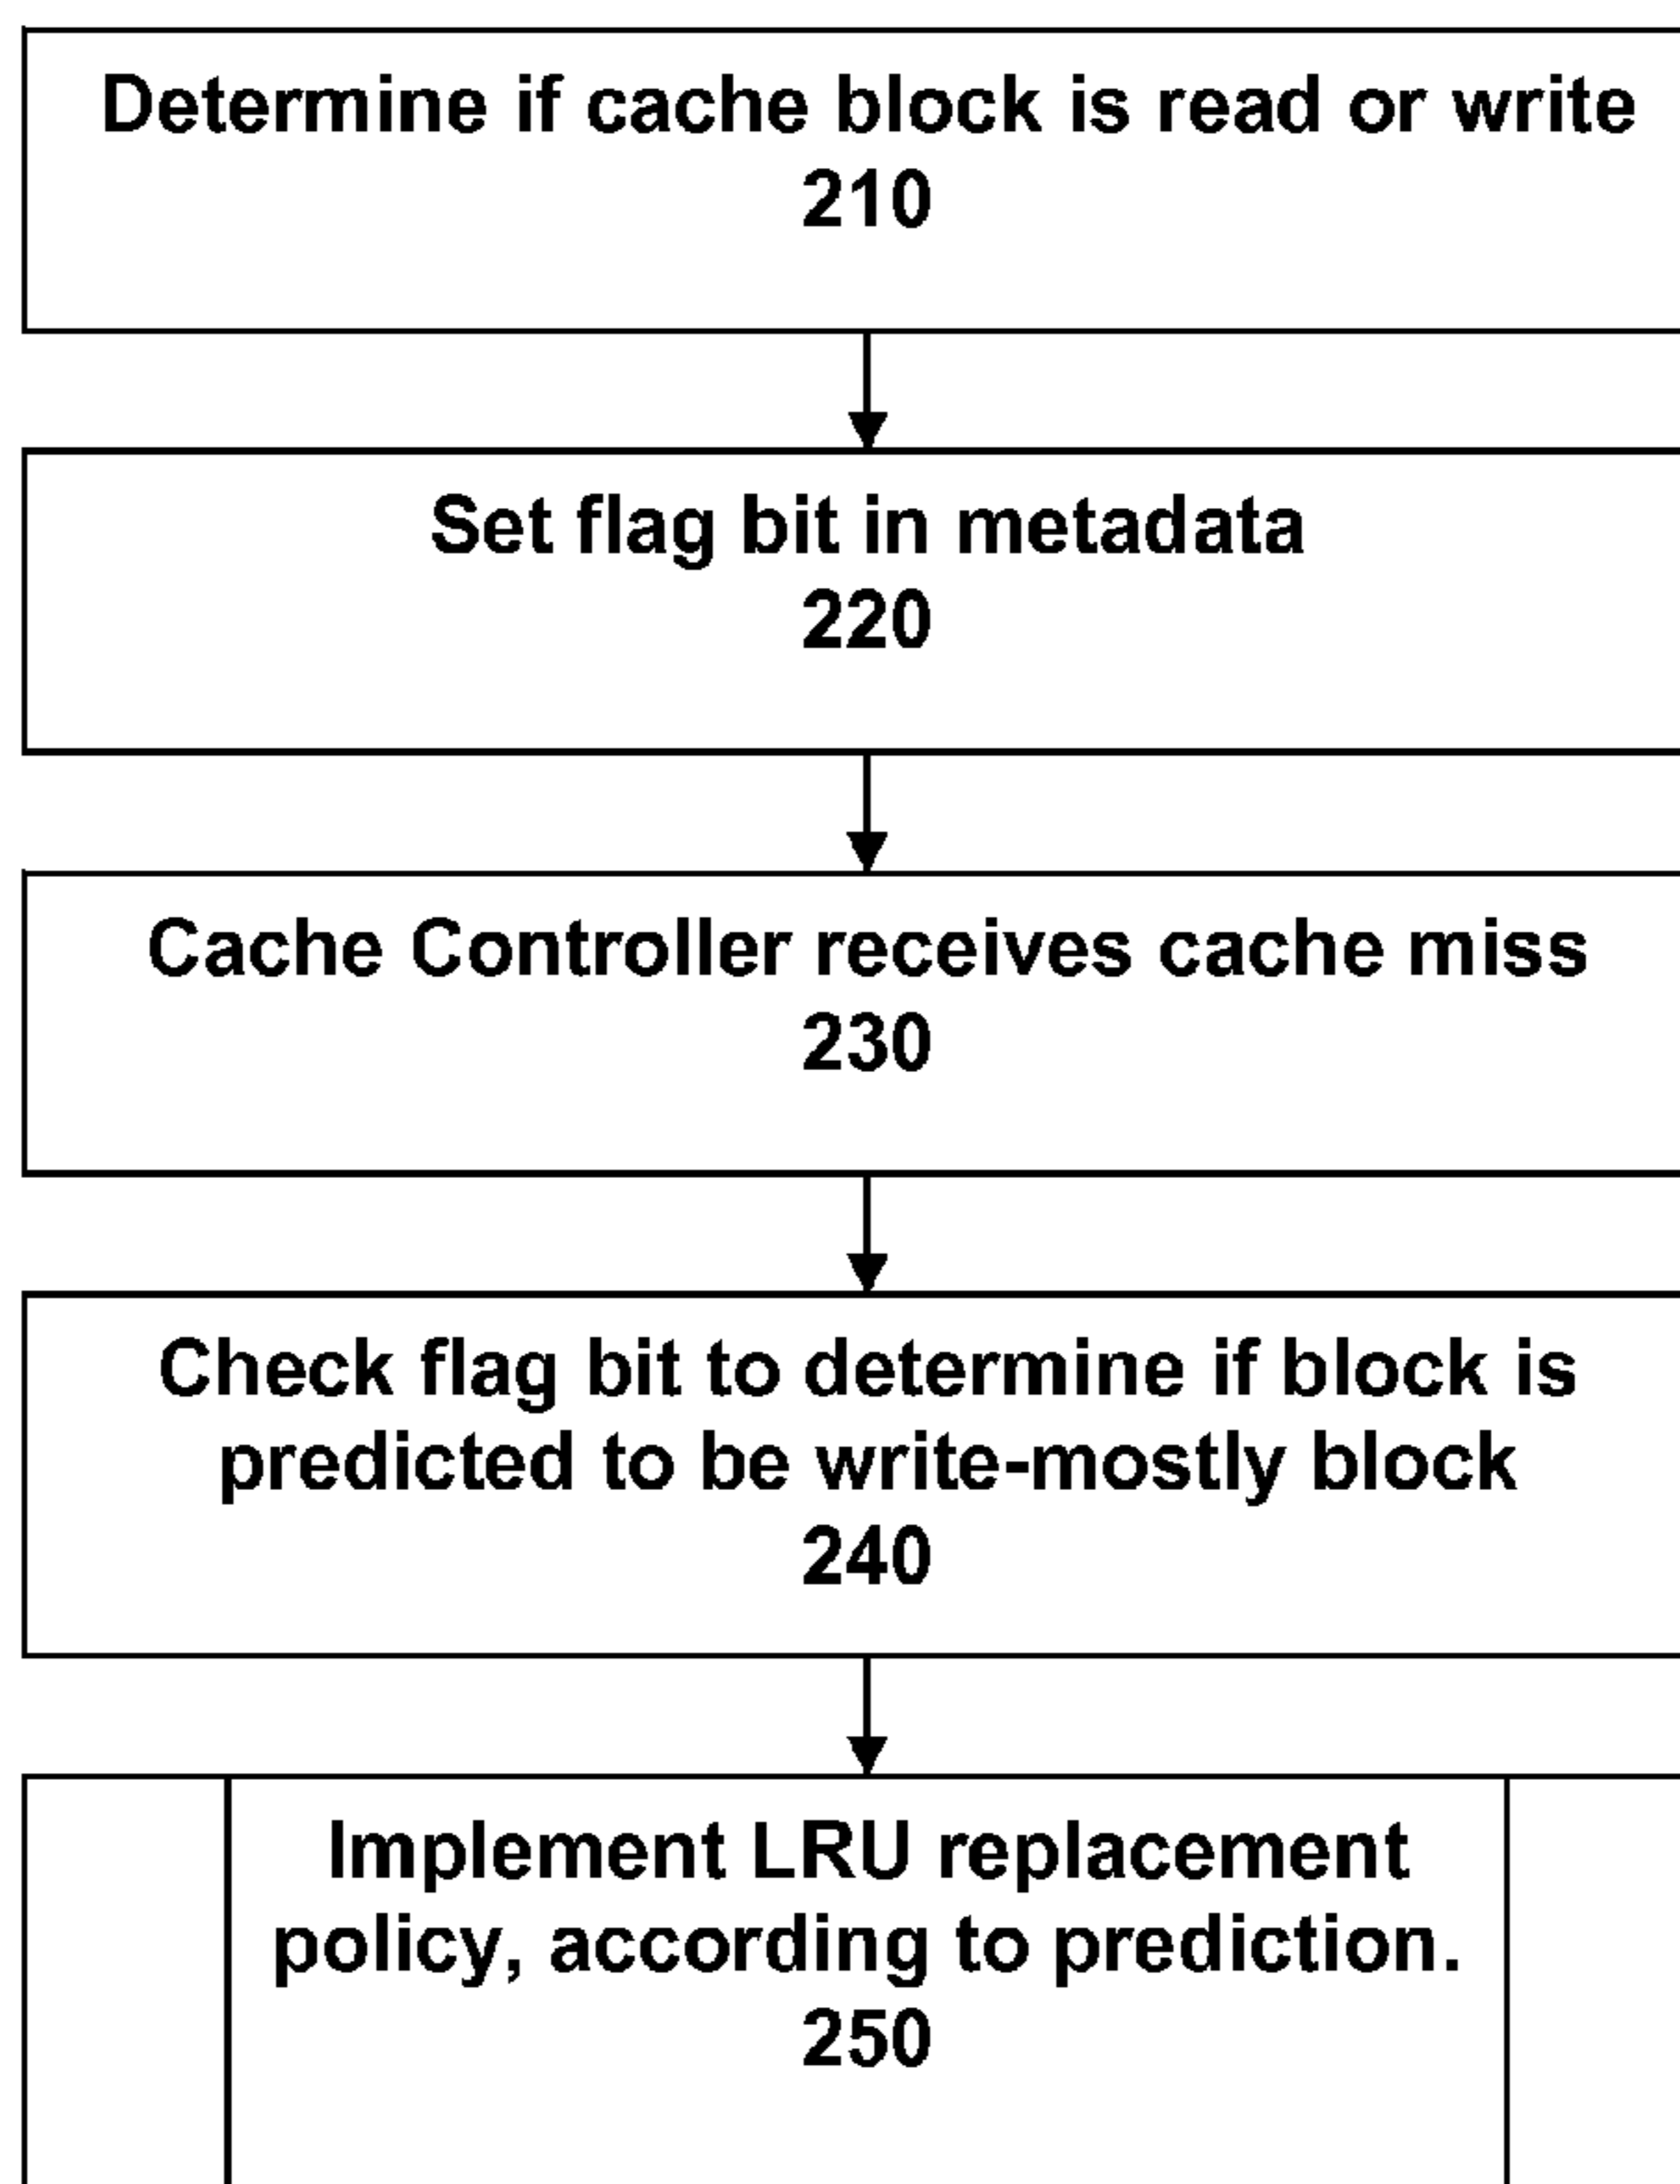 Determine if cache block is read or write
210
Set flag bit in metadata
220
Cache Controller receives cache miss
230
Check flag bit to determine if block is
predicted to be write-mostly block
240
Implement LRU replacement
policy, according to prediction.
250